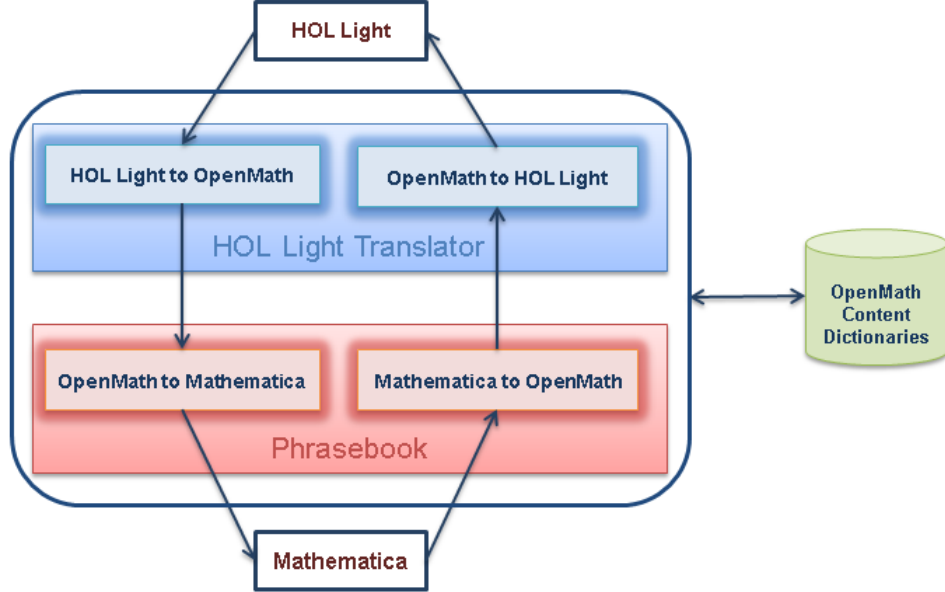 HOL Light
HOL Light to OpenMath
OpenMath to HOL Light
HOL Light Translator
OpenMath
Content
Dictionaries
OpenMath to Mathematica
Mathematica to OpenMath
Phrasebook
Mathematica